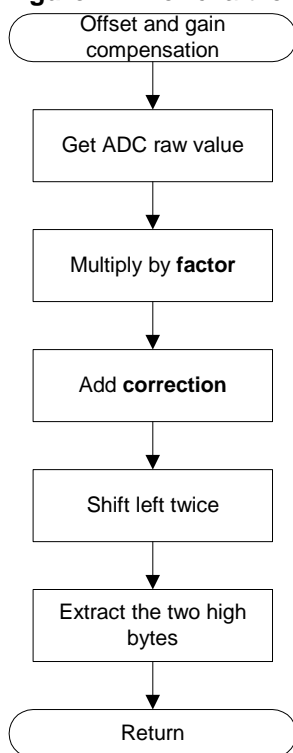 Offset and gain
compensation
Get ADC raw value
Multiply by factor
Add correction
Shift left twice
Extract the two high
bytes
Return